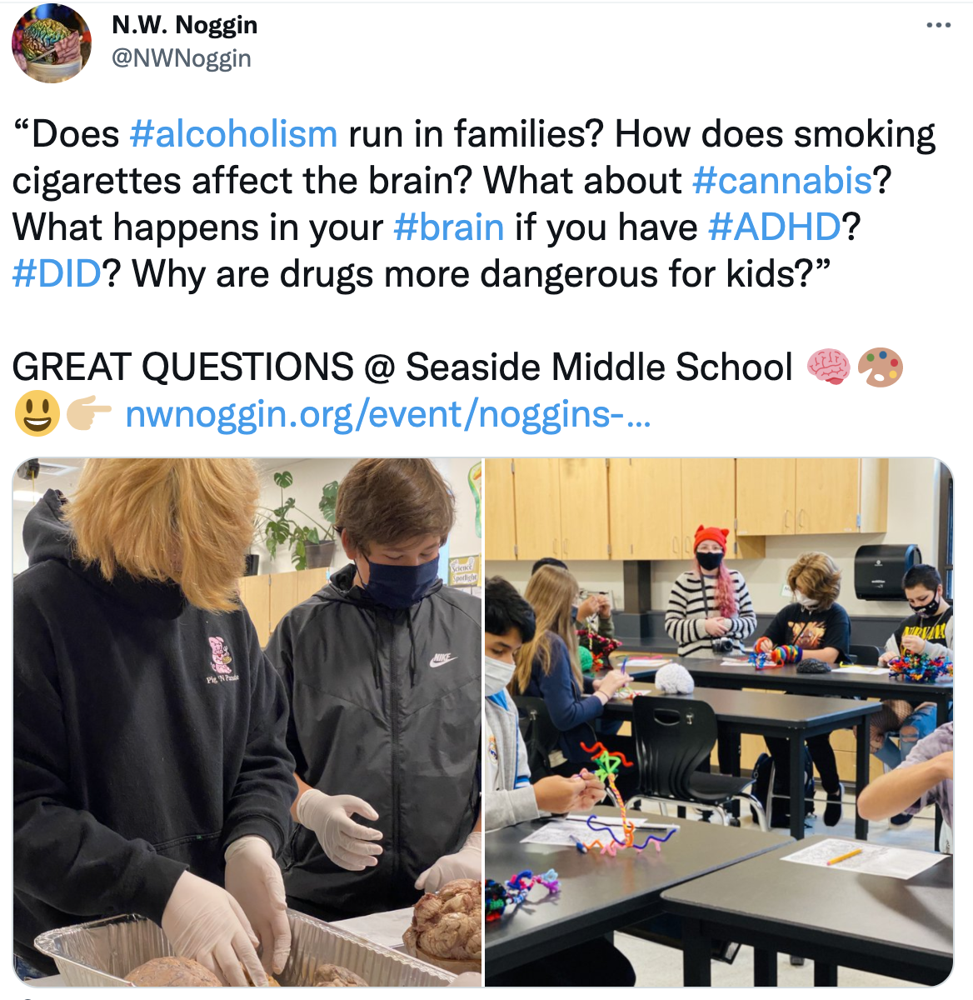 N.W. Noggin
@NWNoggin
“Does #alcoholism run in families? How does smoking
cigarettes affect the brain? What about #cannabis?
What happens in your #brain if you have #ADHD?
#DID? Why are drugs more dangerous for kids?”
GREAT QUESTIONS @ Seaside Middle School 🧠🎨
😃👉🏼 nwnoggin.org/event/noggins-...
Science
Spotlight
NIKE
Pig 'N Pancake
NIRVANA